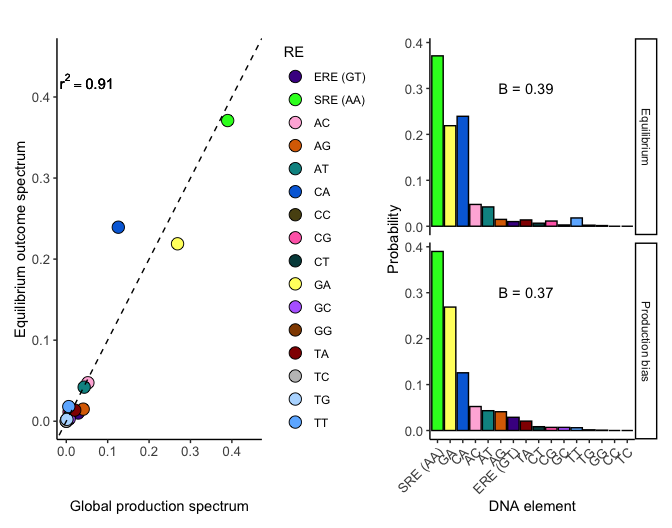 r² = 0.91
0.4
0.3
0.2
0.1
0.0
0.0
0.1
0.2
0.3
0.4
Equilibrium outcome spectrum
Global production spectrum
RE
ERE (GT)
SRE (AA)
AC
AG
AT
CA
CC
CG
CT
GA
GC
GG
TA
TC
TG
TT
Probability
0.4
0.3
0.2
0.1
0.0
B = 0.39
Equilibrium
0.4
0.3
0.2
0.1
0.0
B = 0.37
Production bias
SRE (AA)
GA
CA
AC
AT
AG
ERE (GT)
TA
CT
CG
GC
TT
TG
GG
CC
TC
DNA element